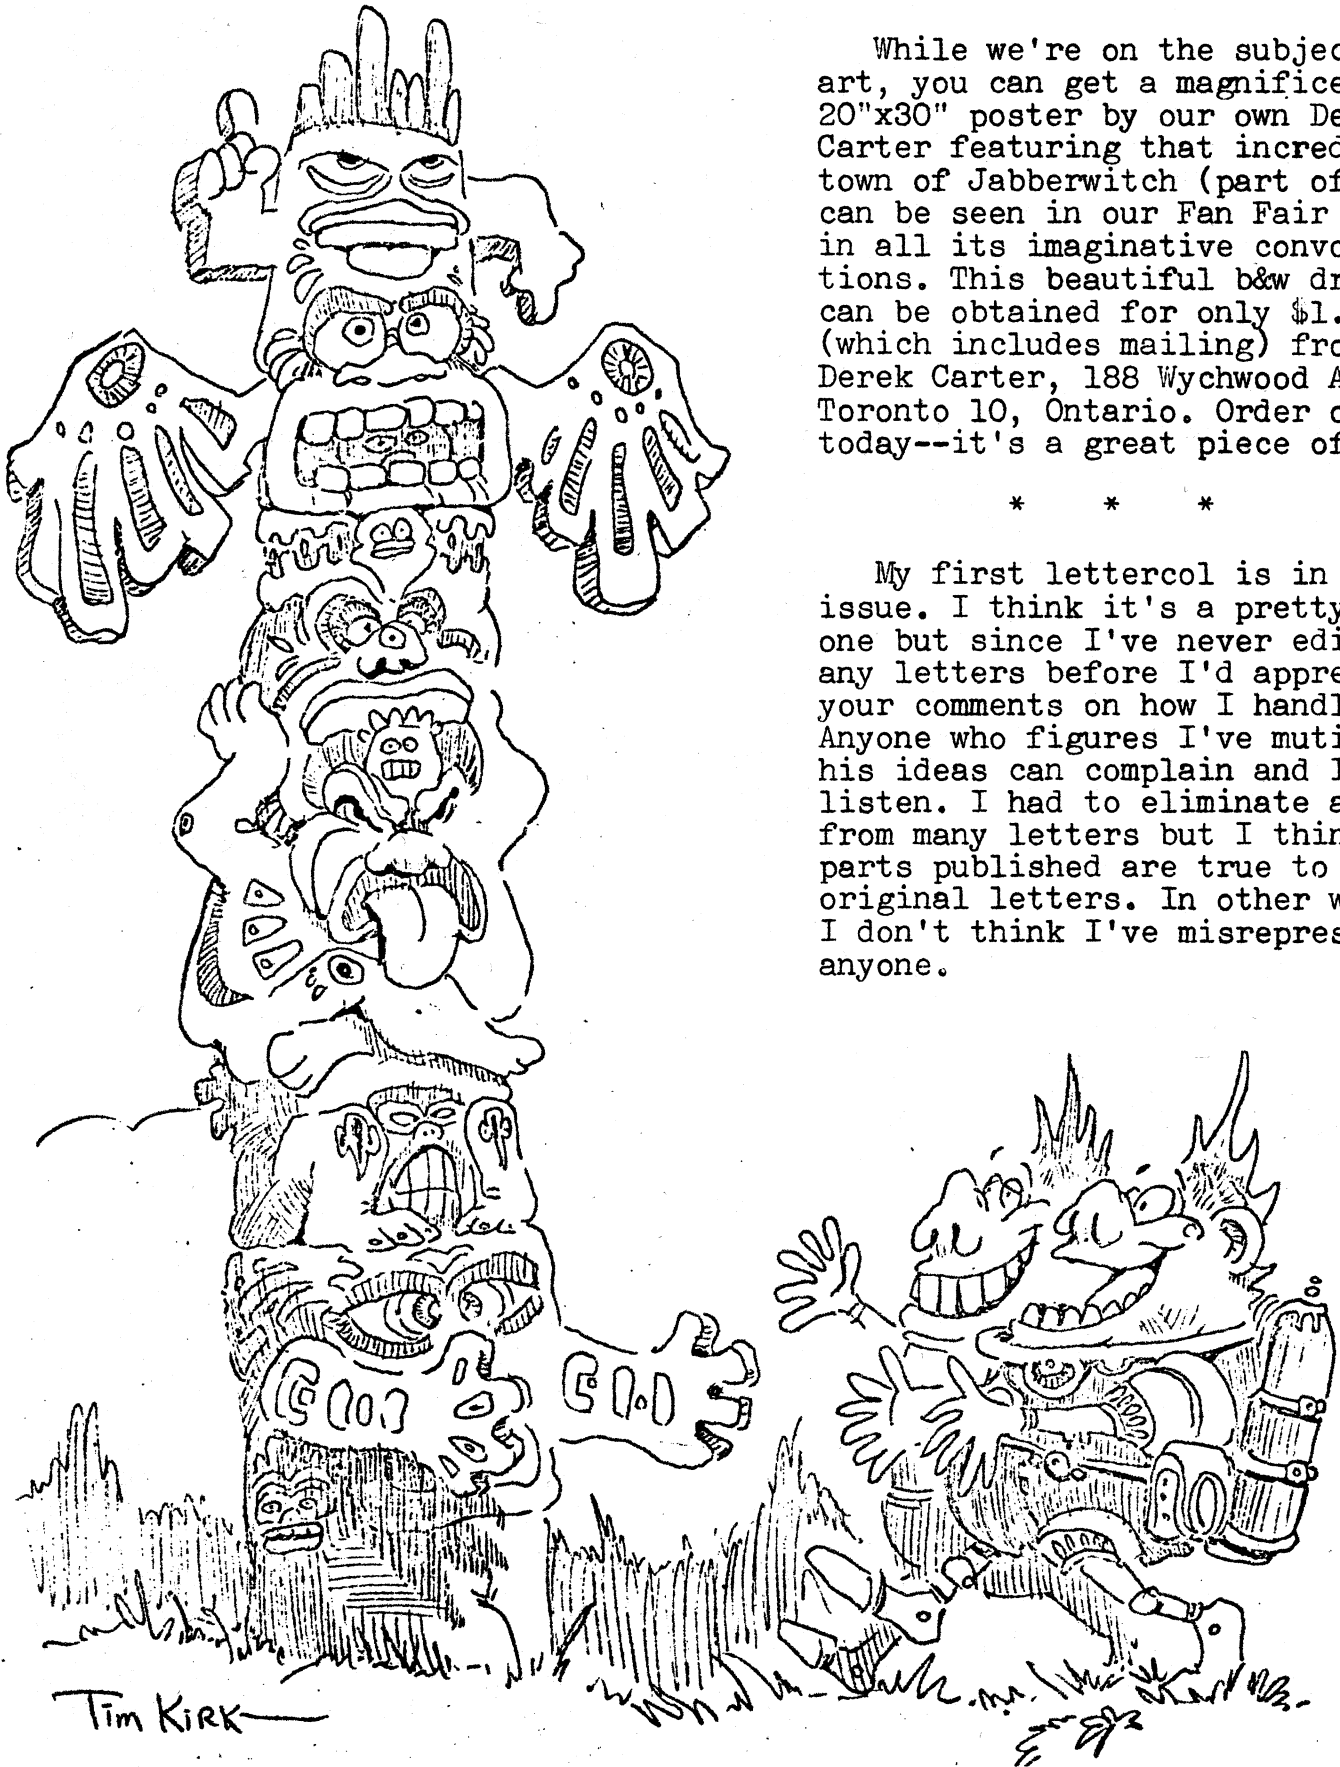 While we're on the subjec
art, you can get a magnifice
20"x30" poster by our own De
Carter featuring that incred
town of Jabberwitch (part of
can be seen in our Fan Fair
in all its imaginative convo
tions. This beautiful b&w dr
can be obtained for only $1.
(which includes mailing) fro
Derek Carter, 188 Wychwood A
Toronto 10, Ontario. Order o
today--it's a great piece of
* * *
My first lettercol is in
issue. I think it's a pretty
one but since I've never edi
any letters before I'd appre
your comments on how I handl
Anyone who figures I've muti
his ideas can complain and I
listen. I had to eliminate a
from many letters but I thin
parts published are true to
original letters. In other w
I don't think I've misrepres
anyone.
Tim KiRK